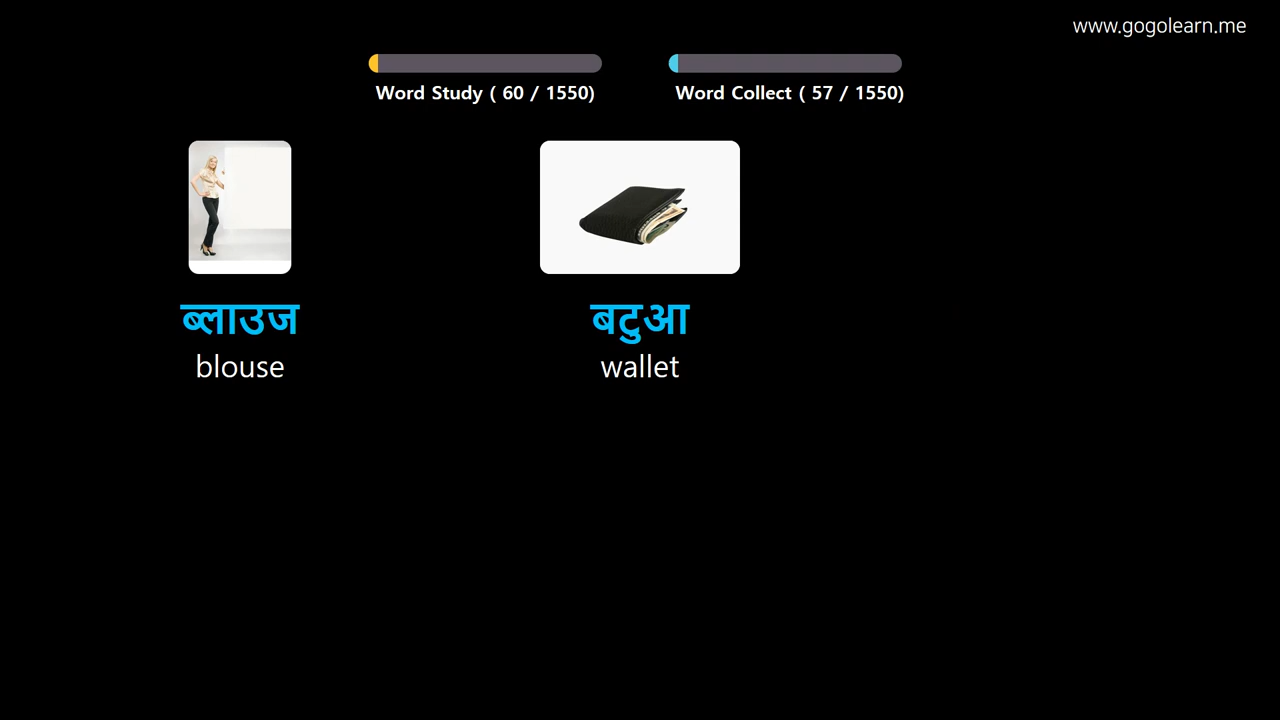 www.gogolearn.me
Word Study ( 60 / 1550)
Word Collect ( 57 / 1550)
ब्लाउज
blouse
बटुआ
wallet